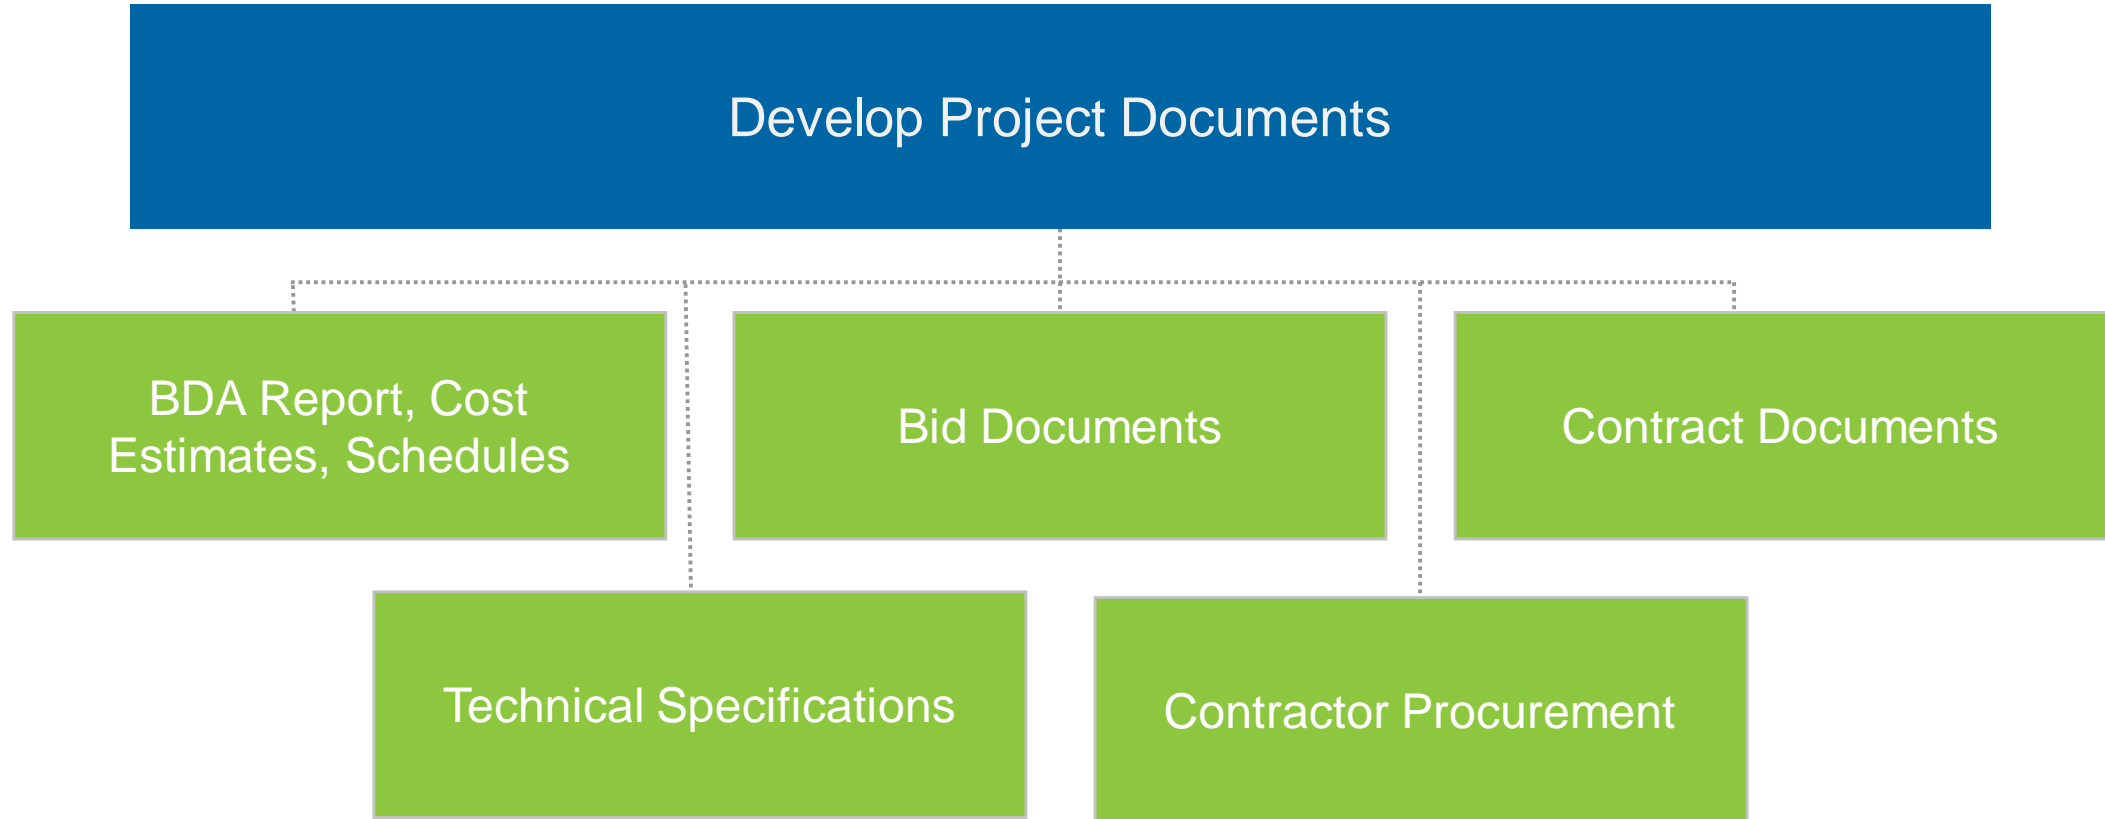 Develop Project Documents
BDA Report, Cost
Estimates, Schedules
Bid Documents
Contract Documents
Technical Specifications
Contractor Procurement